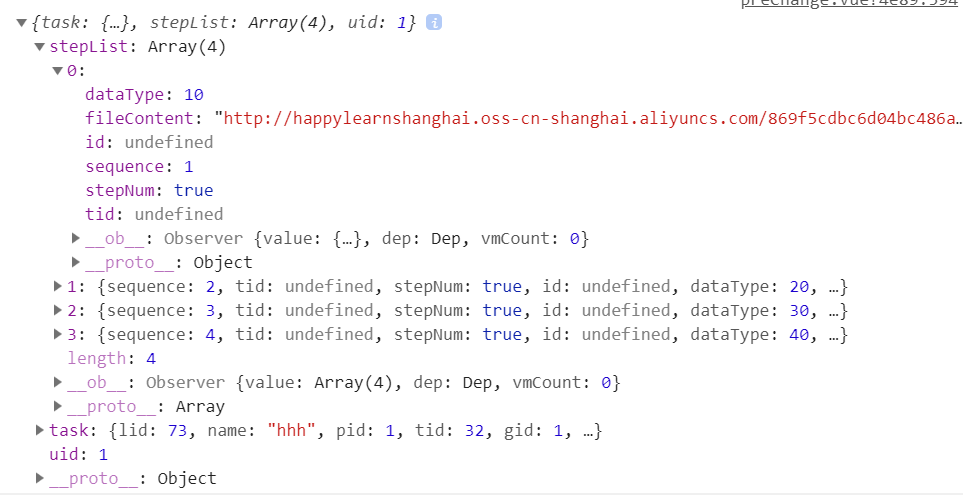 preChange.vue?4e89:594
{task: {…}, stepList: Array(4), uid: 1} i
stepList: Array(4)
0:
dataType: 10
fileContent: "http://happylearnshanghai.oss-cn-shanghai.aliyuncs.com/869f5cdbc6d04bc486a…
id: undefined
sequence: 1
stepNum: true
tid: undefined
__ob__: Observer {value: {…}, dep: Dep, vmCount: 0}
__proto__: Object
1: {sequence: 2, tid: undefined, stepNum: true, id: undefined, dataType: 20, …}
2: {sequence: 3, tid: undefined, stepNum: true, id: undefined, dataType: 30, …}
3: {sequence: 4, tid: undefined, stepNum: true, id: undefined, dataType: 40, …}
length: 4
__ob__: Observer {value: Array(4), dep: Dep, vmCount: 0}
__proto__: Array
task: {lid: 73, name: "hhh", pid: 1, tid: 32, gid: 1, …}
uid: 1
__proto__: Object